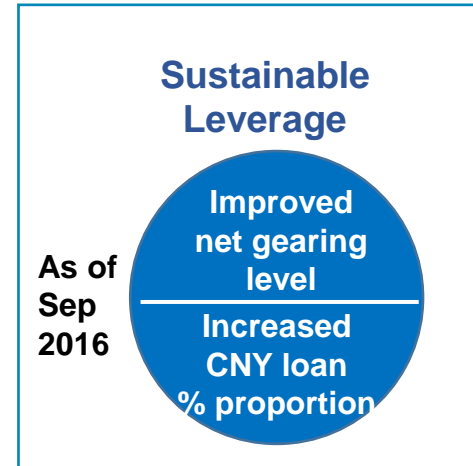 Sustainable
Leverage
Improved
net gearing
level
As of
Sep
2016
Increased
CNY loan
% proportion